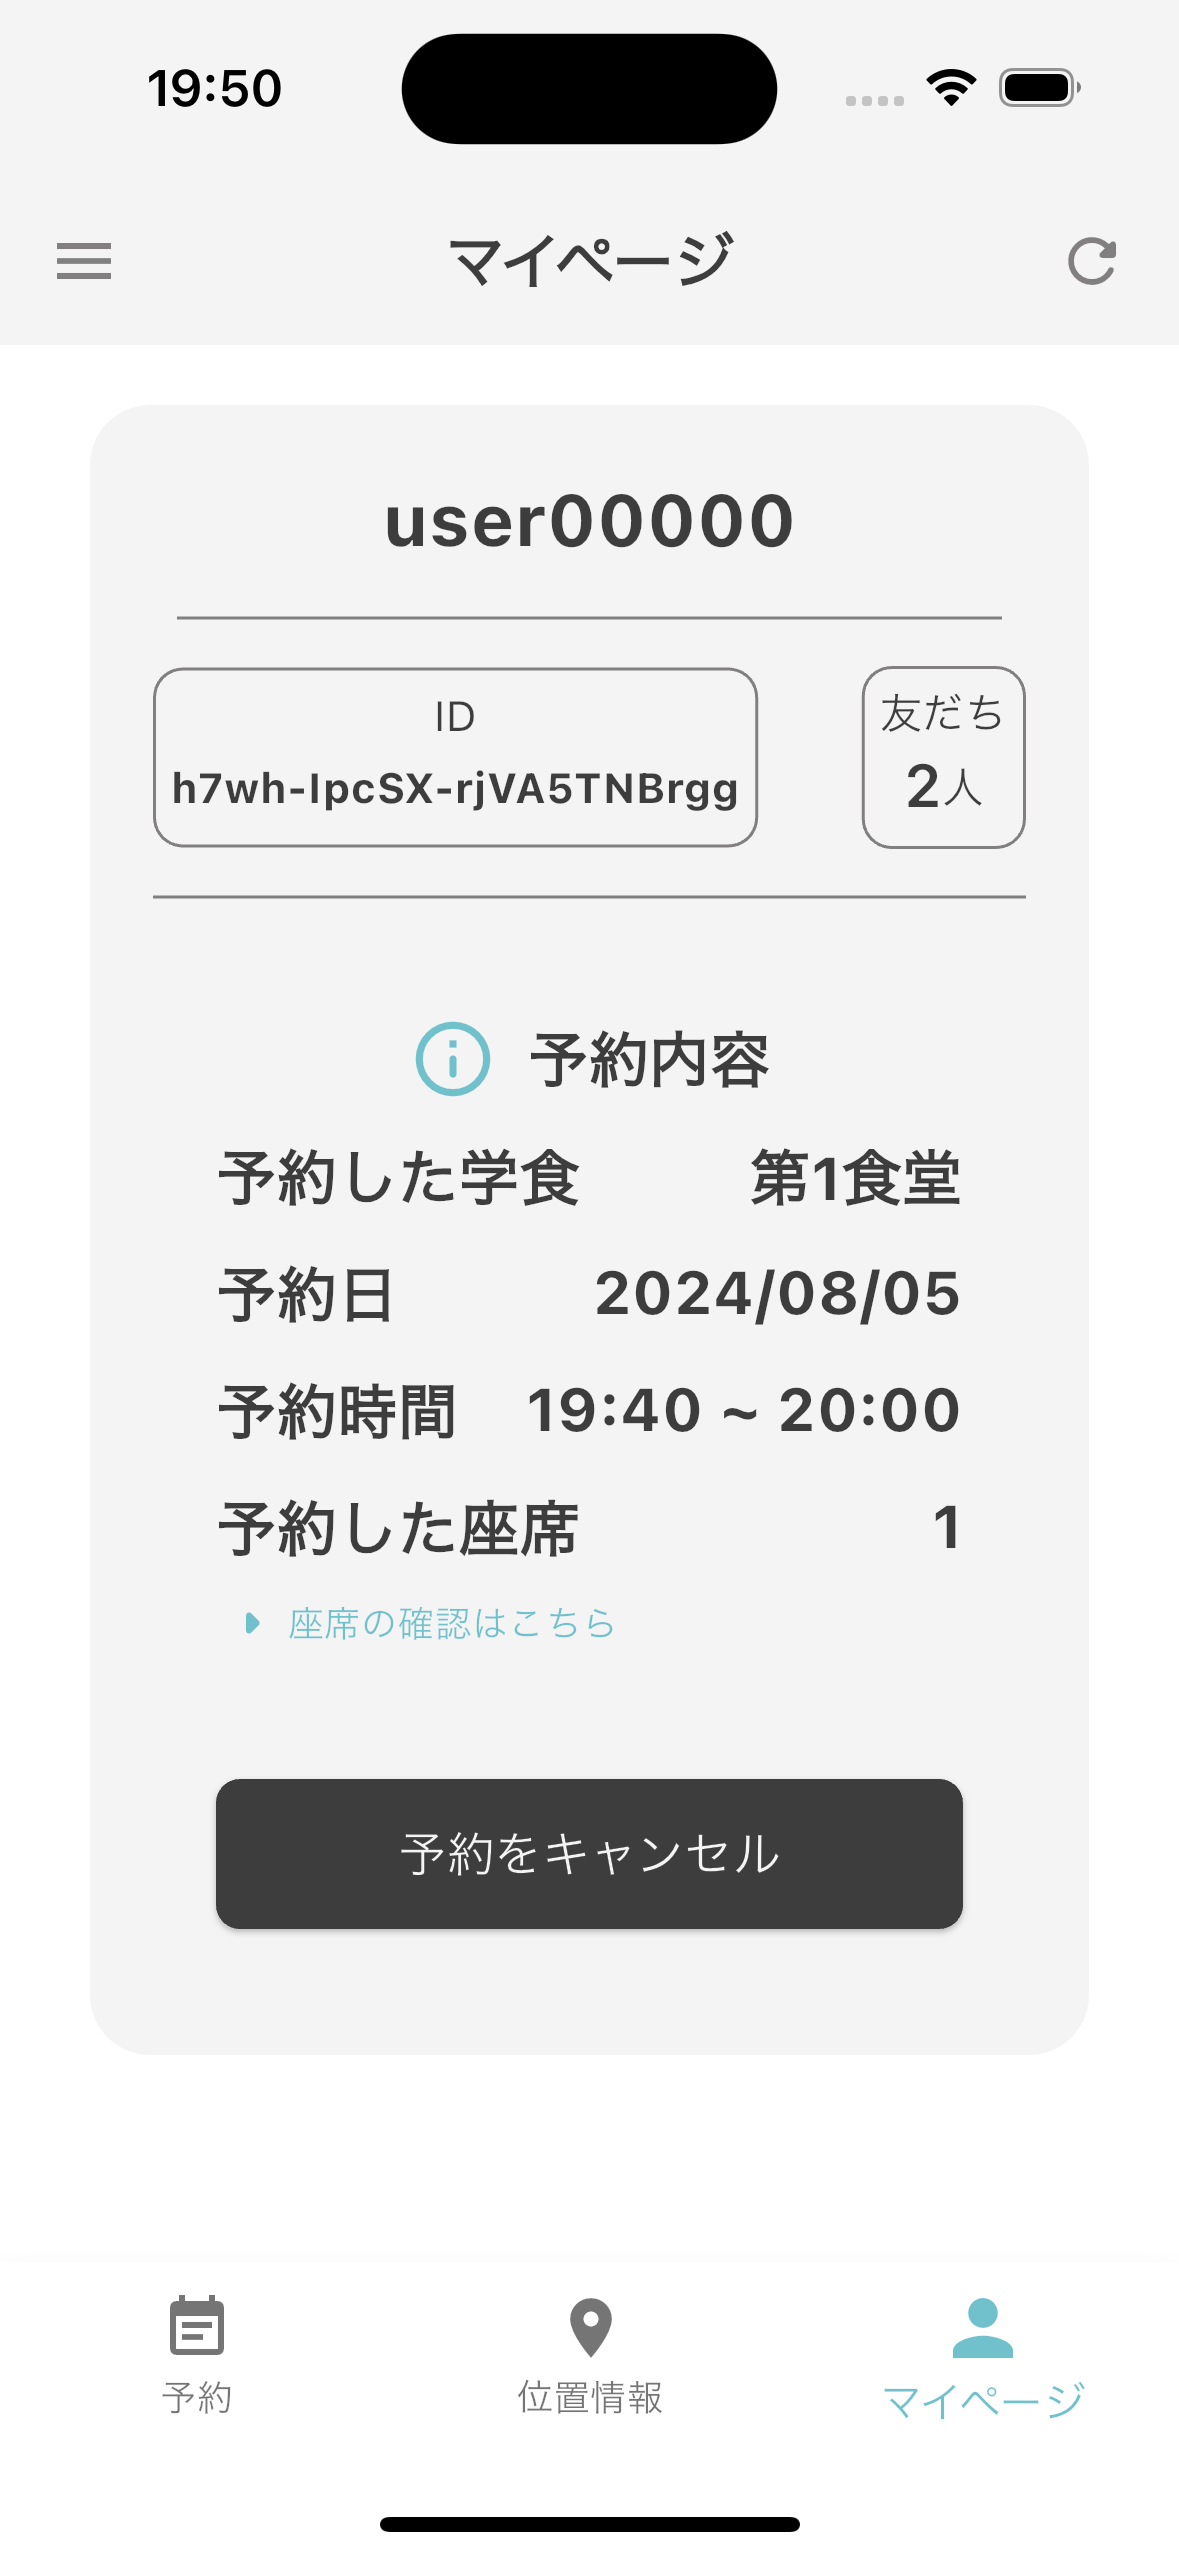 19:50
マイページ
user00000
ID
h7wh-IpcSX-rjVA5TNBrgg
友だち
2人
予約内容
予約した学食 第1食堂
予約日 2024/08/05
予約時間 19:40 ~ 20:00
予約した座席 1
座席の確認はこちら
予約をキャンセル
予約 位置情報 マイページ